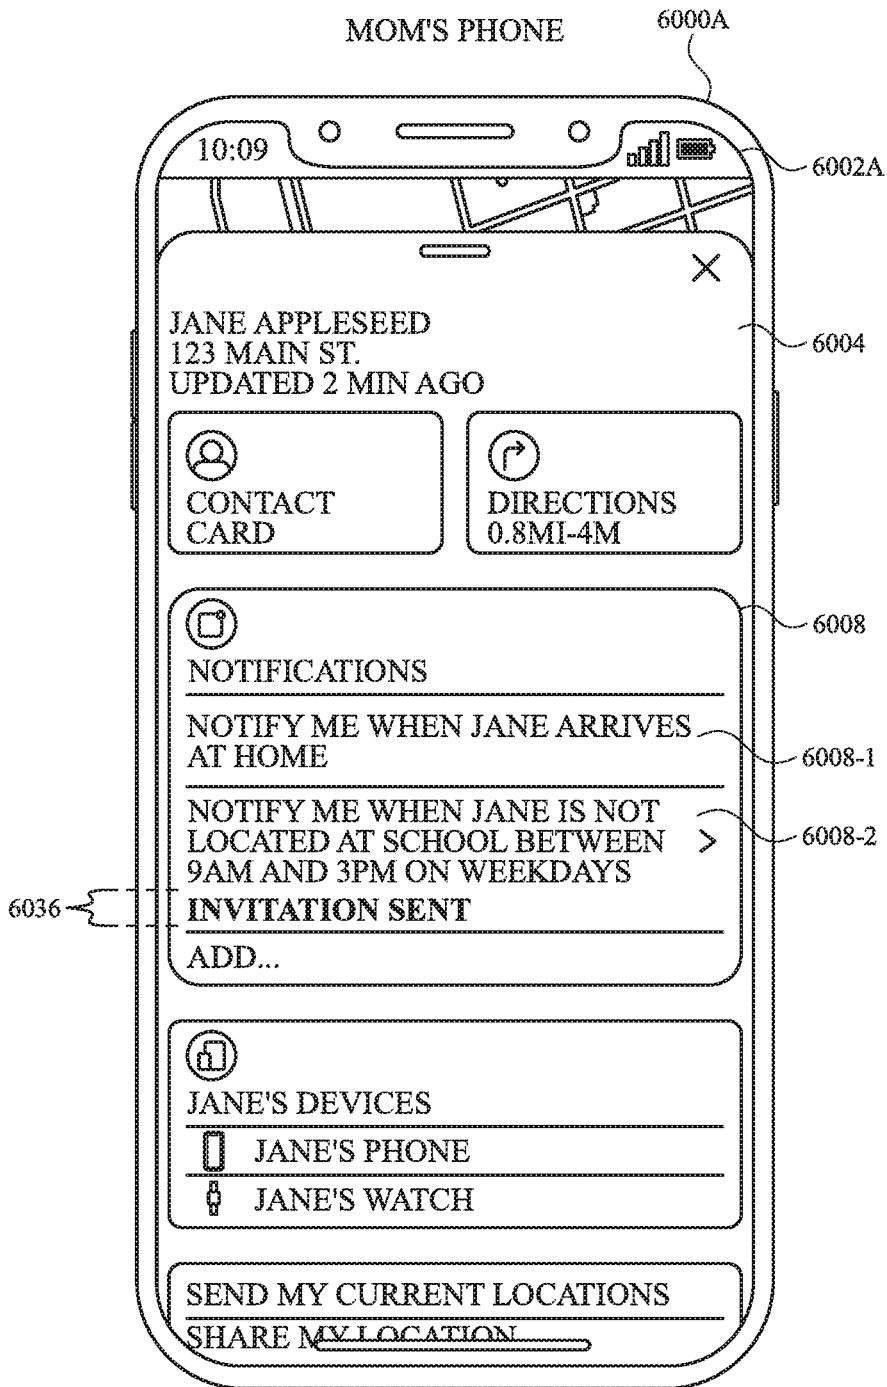 MOM'S PHONE
6000A
10:09
6002A
JANE APPLESEED
123 MAIN ST.
UPDATED 2 MIN AGO
6004
CONTACT
CARD
DIRECTIONS
0.8MI-4M
6008
NOTIFICATIONS
NOTIFY ME WHEN JANE ARRIVES
AT HOME
6008-1
NOTIFY ME WHEN JANE IS NOT
LOCATED AT SCHOOL BETWEEN
9AM AND 3PM ON WEEKDAYS
6008-2
6036
INVITATION SENT
ADD...
JANE'S DEVICES
JANE'S PHONE
JANE'S WATCH
SEND MY CURRENT LOCATIONS
SHARE MY LOCATION